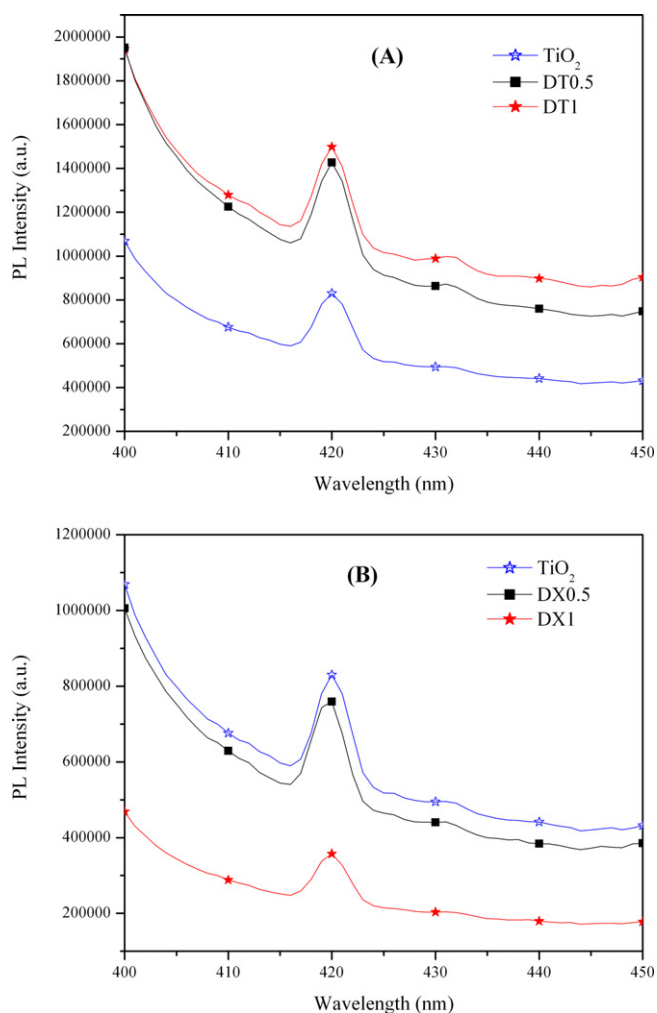 (A)
TiO2
DT0.5
DT1
2000000
1800000
1600000
1400000
1200000
1000000
800000
600000
400000
200000
PL Intensity (a.u.)
400 410 420 430 440 450
Wavelength (nm)
(B)
TiO2
DX0.5
DX1
1200000
1000000
800000
600000
400000
200000
PL Intensity (a.u.)
400 410 420 430 440 450
Wavelength (nm)